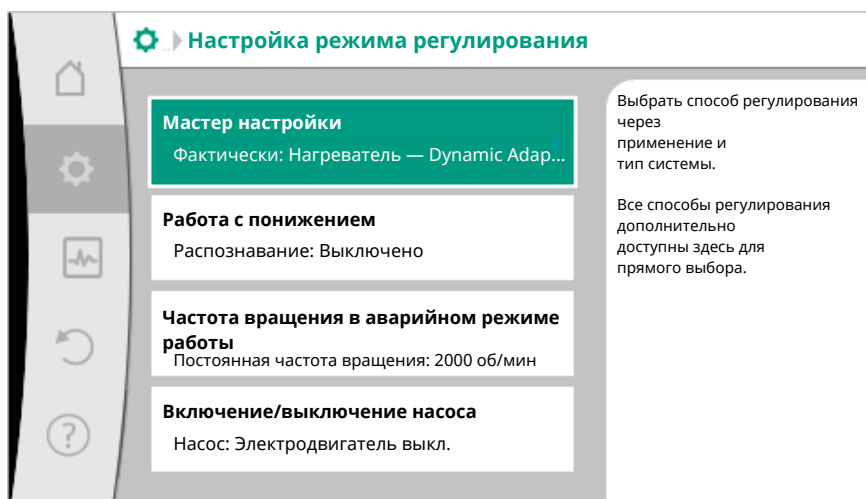 Настройка режима регулирования
Мастер настройки
Фактически: Нагреватель — Dynamic Adap...
Работа с понижением
Распознавание: Выключено
Частота вращения в аварийном режиме
работы
Постоянная частота вращения: 2000 об/мин
Включение/выключение насоса
Насос: Электродвигатель выкл.
Выбрать способ регулирования
через
применение и
тип системы.
Все способы регулирования
дополнительно
доступны здесь для
прямого выбора.